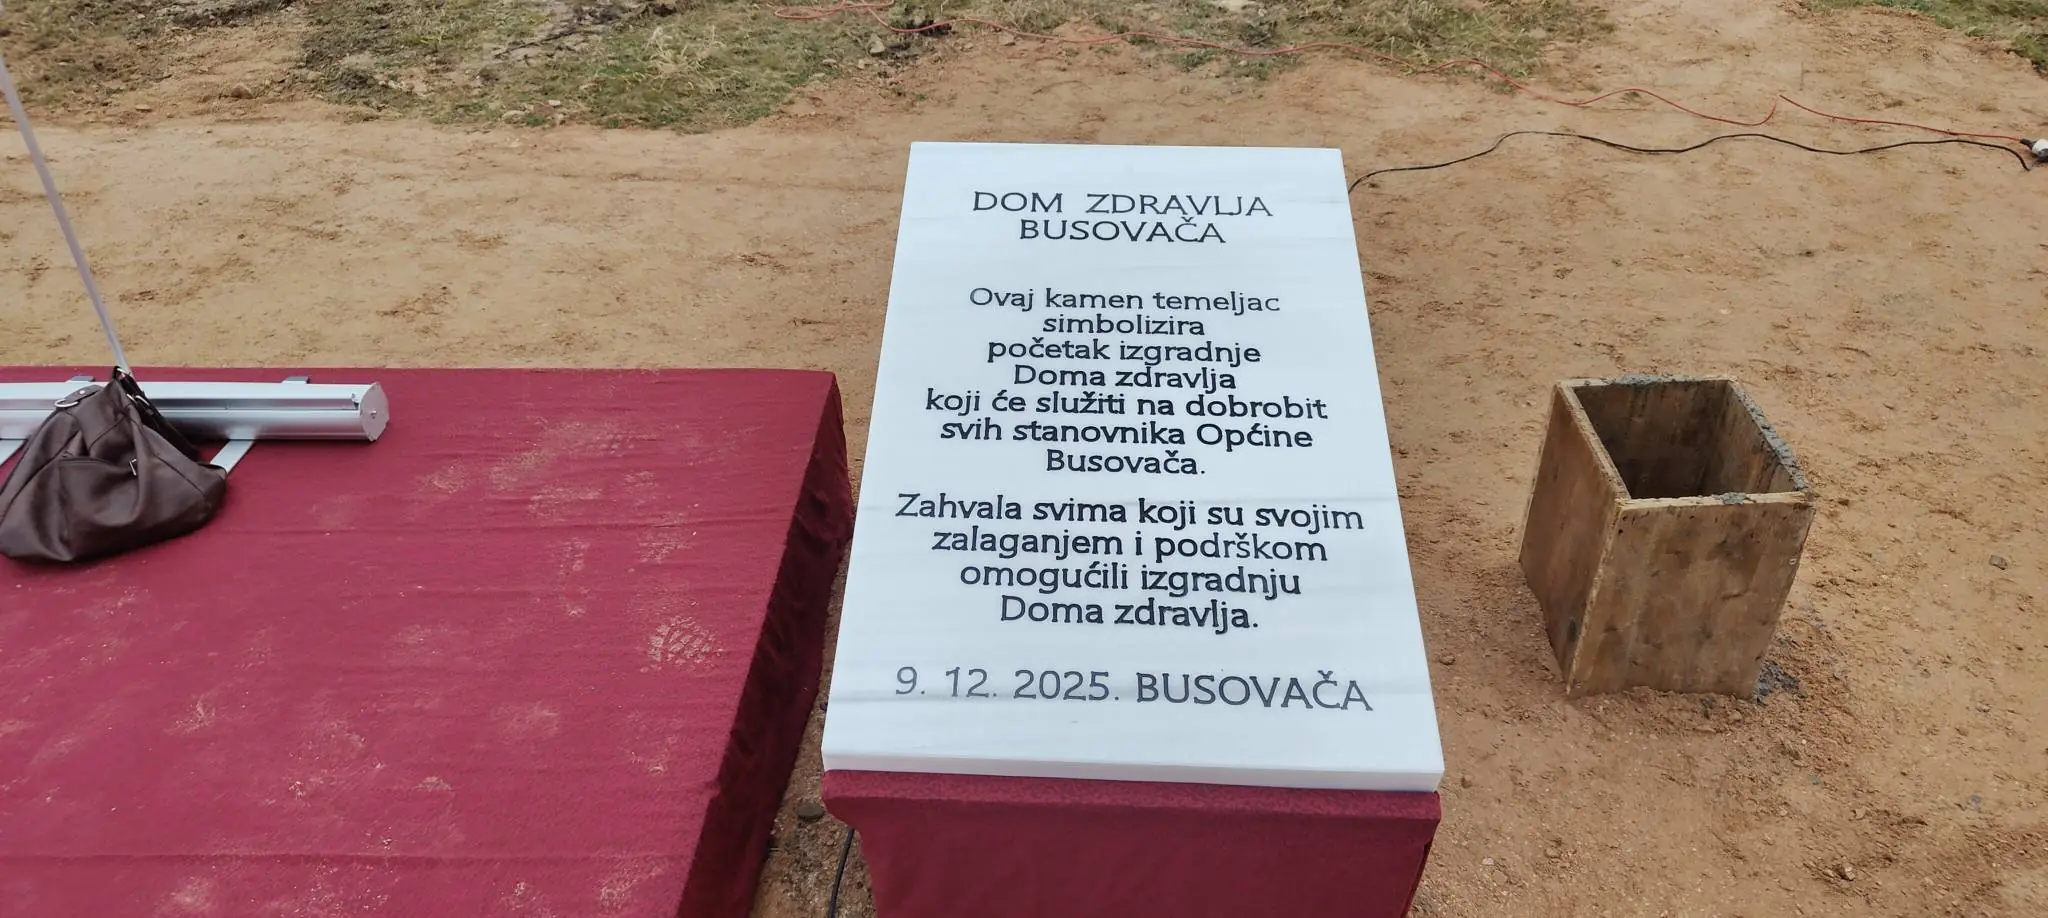 DOM ZDRAVLJA
BUSOVAČA
Ovaj kamen temeljac
simbolizira
početak izgradnje
Doma zdravlja
koji će služiti na dobrobit
svih stanovnika Općine
Busovača.
Zahvala svima koji su svojim
zalaganjem i podrškom
omogućili izgradnju
Doma zdravlja.
9. 12. 2025. BUSOVAČA